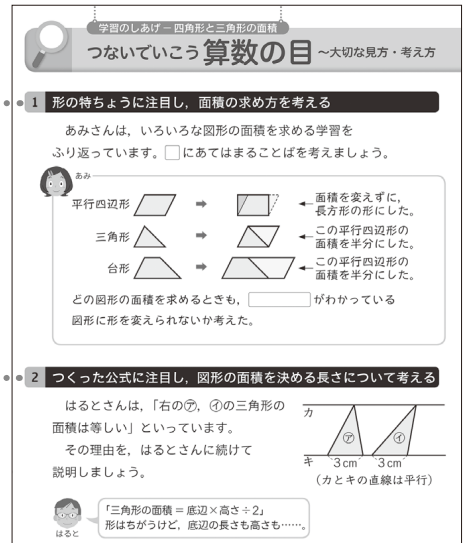 学習のしあげ－四角形と三角形の面積
つないでいこう 算数の目 ～大切な見方・考え方
1 形の特ちょうに注目し，面積の求め方を考える
あみさんは，いろいろな図形の面積を求める学習を
ふり返っています。□にあてはまることばを考えましょう。
あみ
平行四辺形 ➡ ←面積を変えずに，
長方形の形にした。
三角形 ➡ ←この平行四辺形の
面積を半分にした。
台形 ➡ ←この平行四辺形の
面積を半分にした。
どの図形の面積を求めるときも，□がわかっている
図形に形を変えられないか考えた。
2 つくった公式に注目し，図形の面積を決める長さについて考える
はるとさんは，「右の㋐，㋑の三角形の
面積は等しい」といっています。
その理由を，はるとさんに続けて
説明しましょう。
カ
㋐ ㋑
キ 3cm 3cm
（カとキの直線は平行）
はると
「三角形の面積＝底辺×高さ÷2」
形はちがうけど，底辺の長さも高さも……。